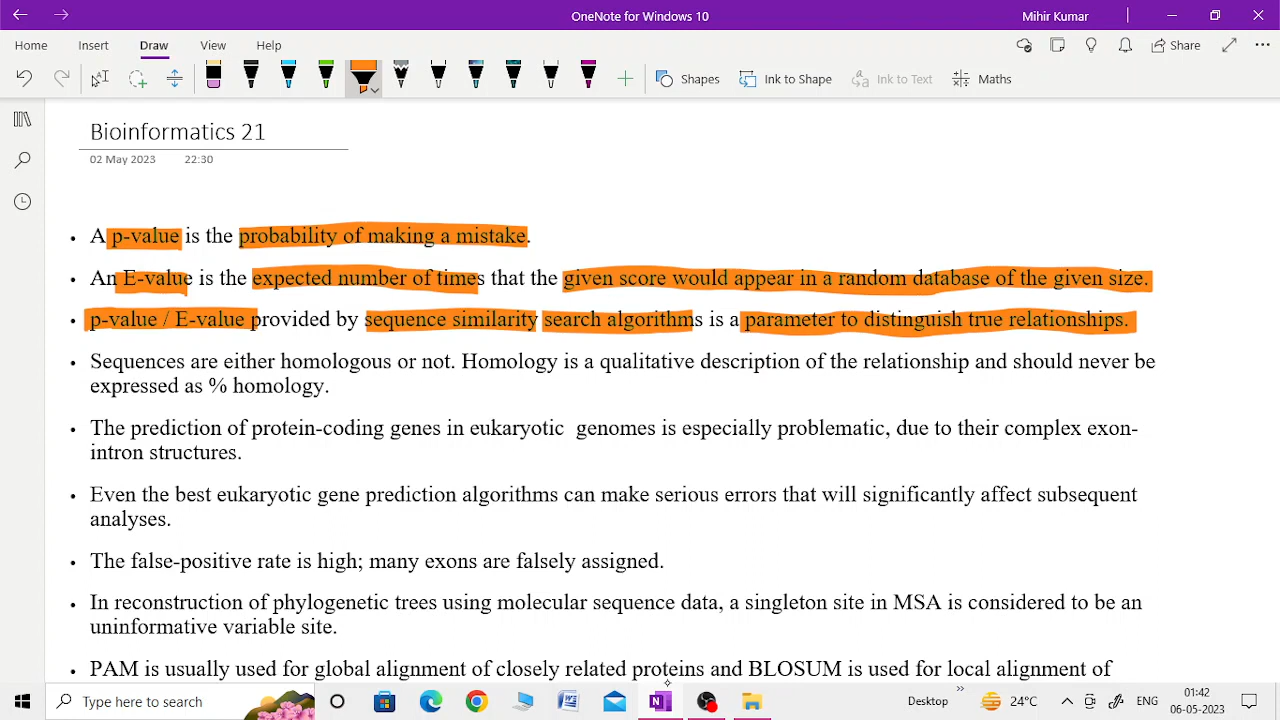 OneNote for Windows 10
Mihir Kumar
Home Insert Draw View Help
Share
Shapes Ink to Shape Ink to Text Maths
Bioinformatics 21
02 May 2023 22:30
• A p-value is the probability of making a mistake.
• An E-value is the expected number of times that the given score would appear in a random database of the given size.
• p-value / E-value provided by sequence similarity search algorithms is a parameter to distinguish true relationships.
• Sequences are either homologous or not. Homology is a qualitative description of the relationship and should never be
expressed as % homology.
• The prediction of protein-coding genes in eukaryotic genomes is especially problematic, due to their complex exon-
intron structures.
• Even the best eukaryotic gene prediction algorithms can make serious errors that will significantly affect subsequent
analyses.
• The false-positive rate is high; many exons are falsely assigned.
• In reconstruction of phylogenetic trees using molecular sequence data, a singleton site in MSA is considered to be an
uninformative variable site.
• PAM is usually used for global alignment of closely related proteins and BLOSUM is used for local alignment of
Type here to search
Desktop
24°C
ENG
01:42
06-05-2023